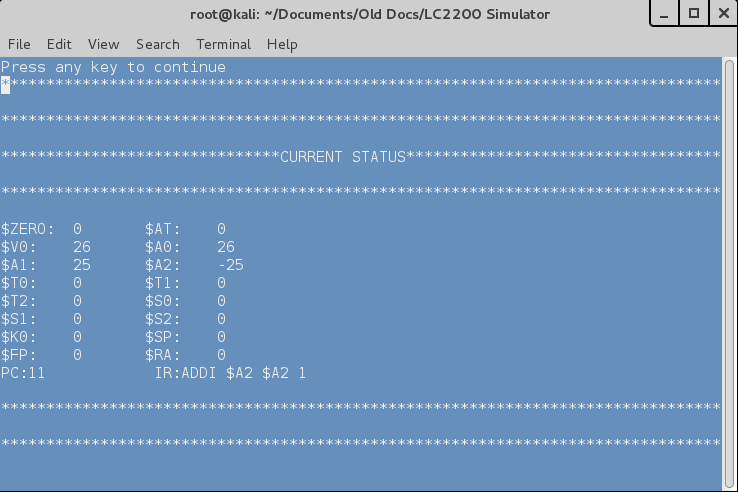 root@kali: ~/Documents/Old Docs/LC2200 Simulator
File Edit View Search Terminal Help
Press any key to continue
********************************************************************************
********************************************************************************
*******************************CURRENT STATUS***********************************
********************************************************************************
$ZERO: 0 $AT: 0
$V0: 26 $A0: 26
$A1: 25 $A2: -25
$T0: 0 $T1: 0
$T2: 0 $S0: 0
$S1: 0 $S2: 0
$K0: 0 $SP: 0
$FP: 0 $RA: 0
PC:11 IR:ADDI $A2 $A2 1
********************************************************************************
********************************************************************************